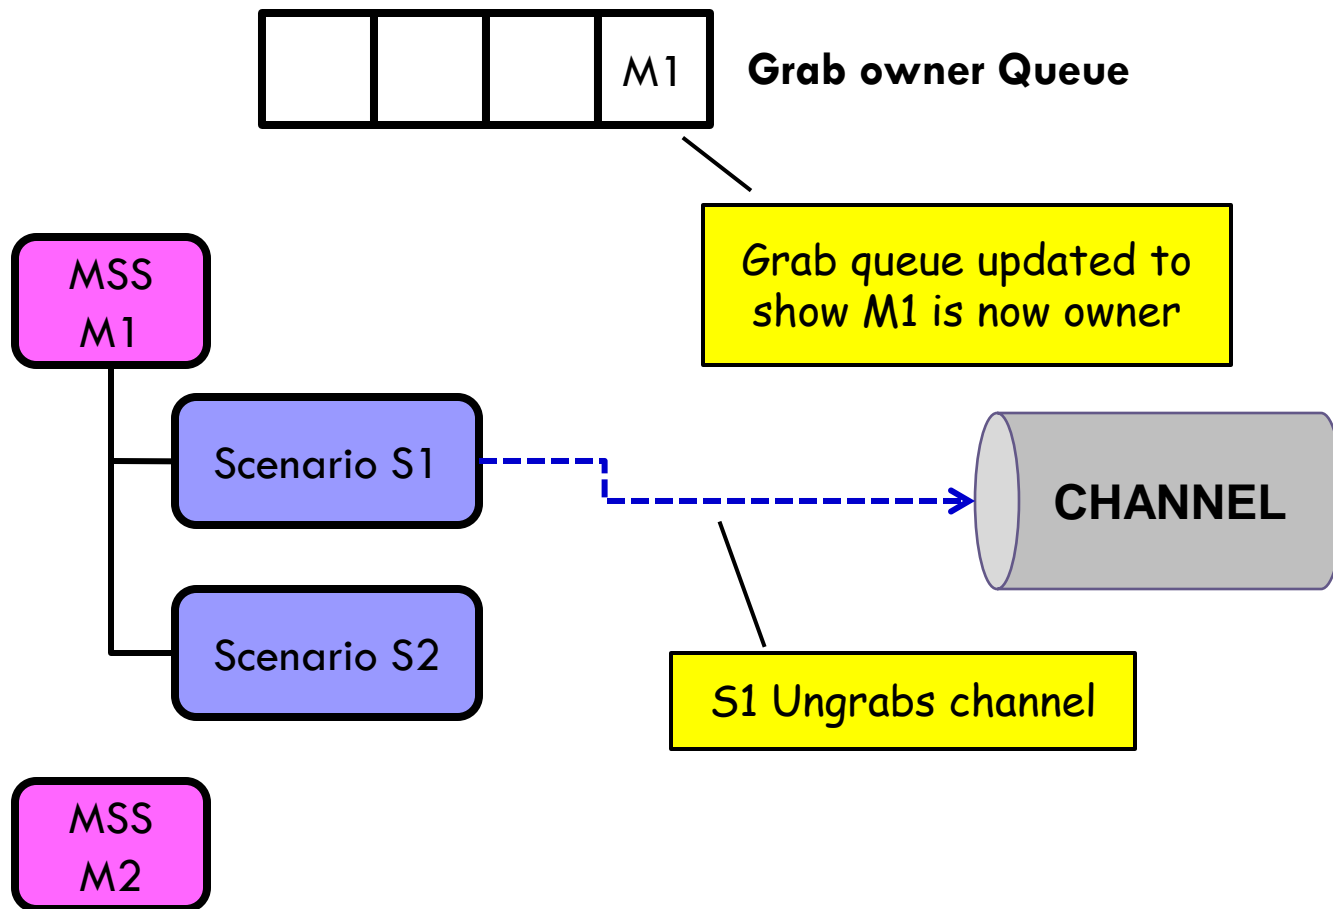 M1
Grab owner Queue
Grab queue updated to
show M1 is now owner
MSS
M1
Scenario S1
CHANNEL
Scenario S2
S1 Ungrabs channel
MSS
M2